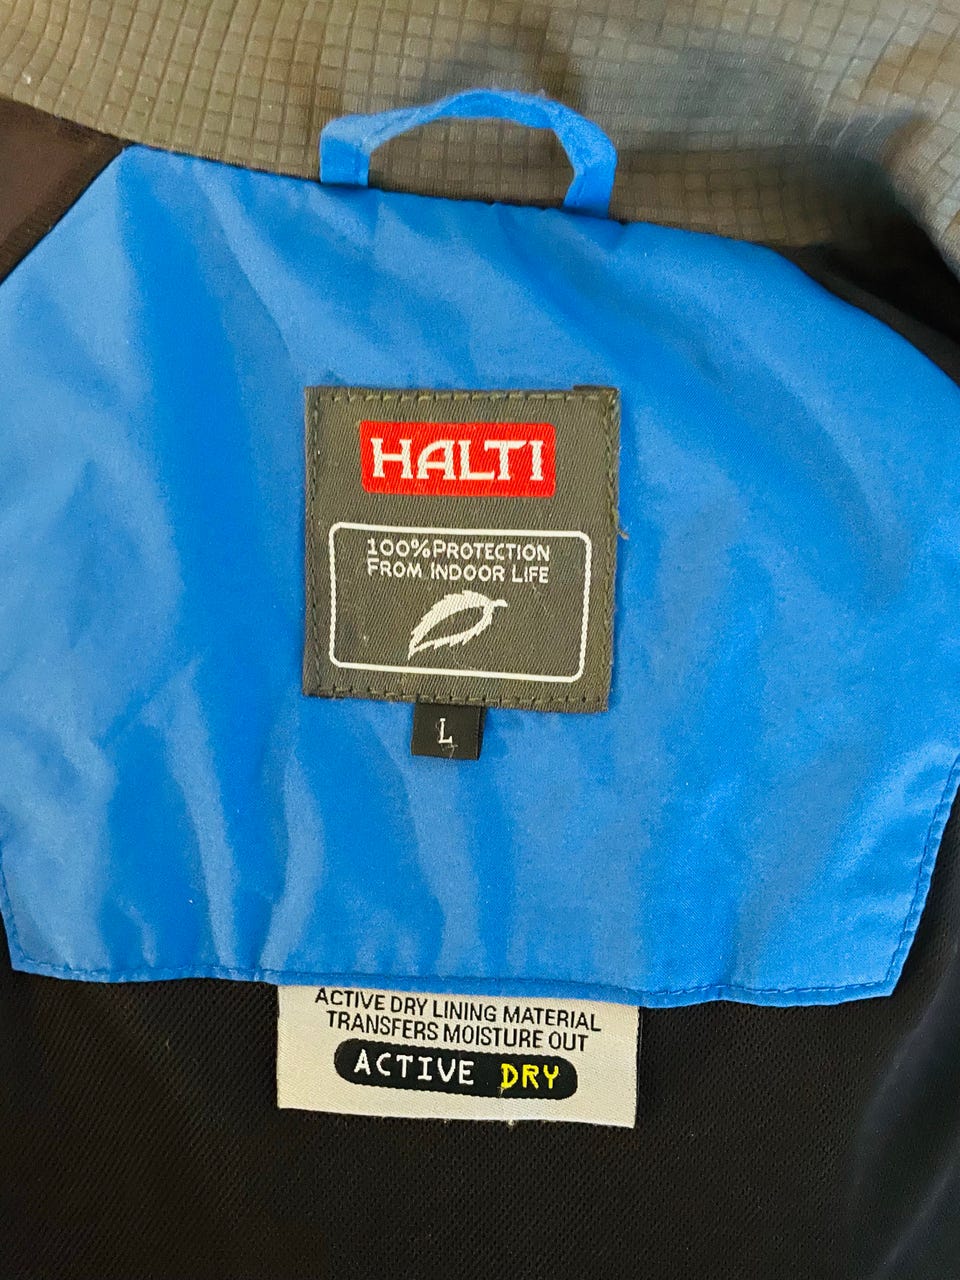 HALTI
100% PROTECTION
FROM INDOOR LIFE
L
ACTIVE DRY LINING MATERIAL
TRANSFERS MOISTURE OUT
ACTIVE DRY